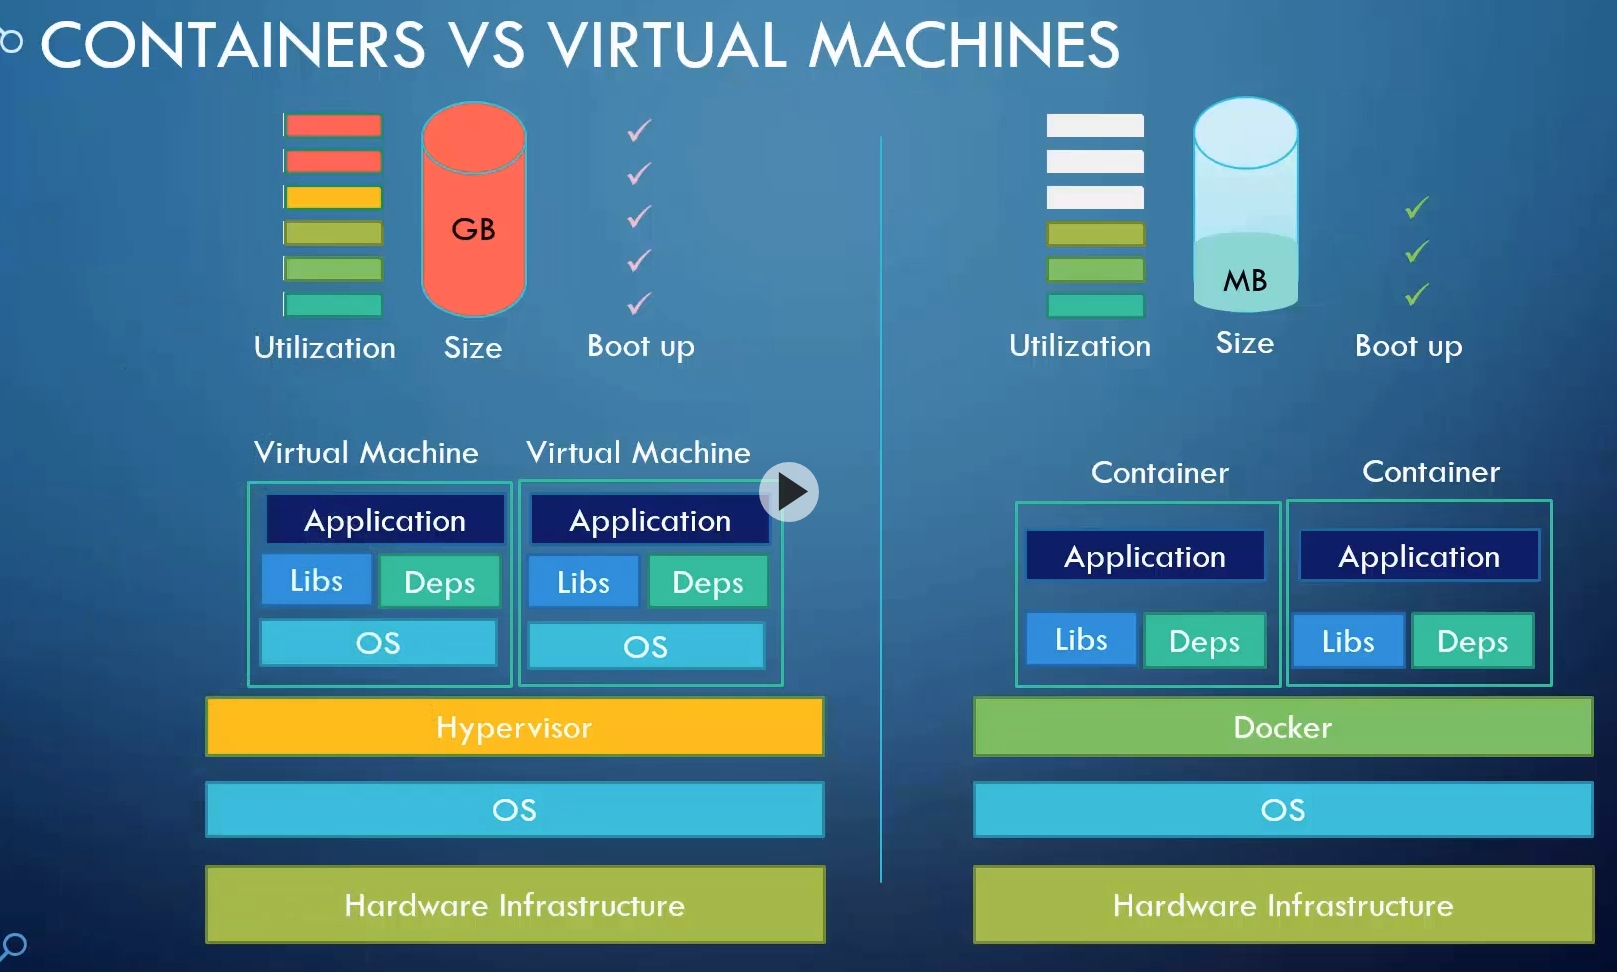 CONTAINERS VS VIRTUAL MACHINES
GB
Utilization Size Boot up
MB
Utilization Size Boot up
Virtual Machine Virtual Machine
Application Application
Libs Deps Libs Deps
OS OS
Hypervisor
OS
Hardware Infrastructure
Container Container
Application Application
Libs Deps Libs Deps
Docker
OS
Hardware Infrastructure